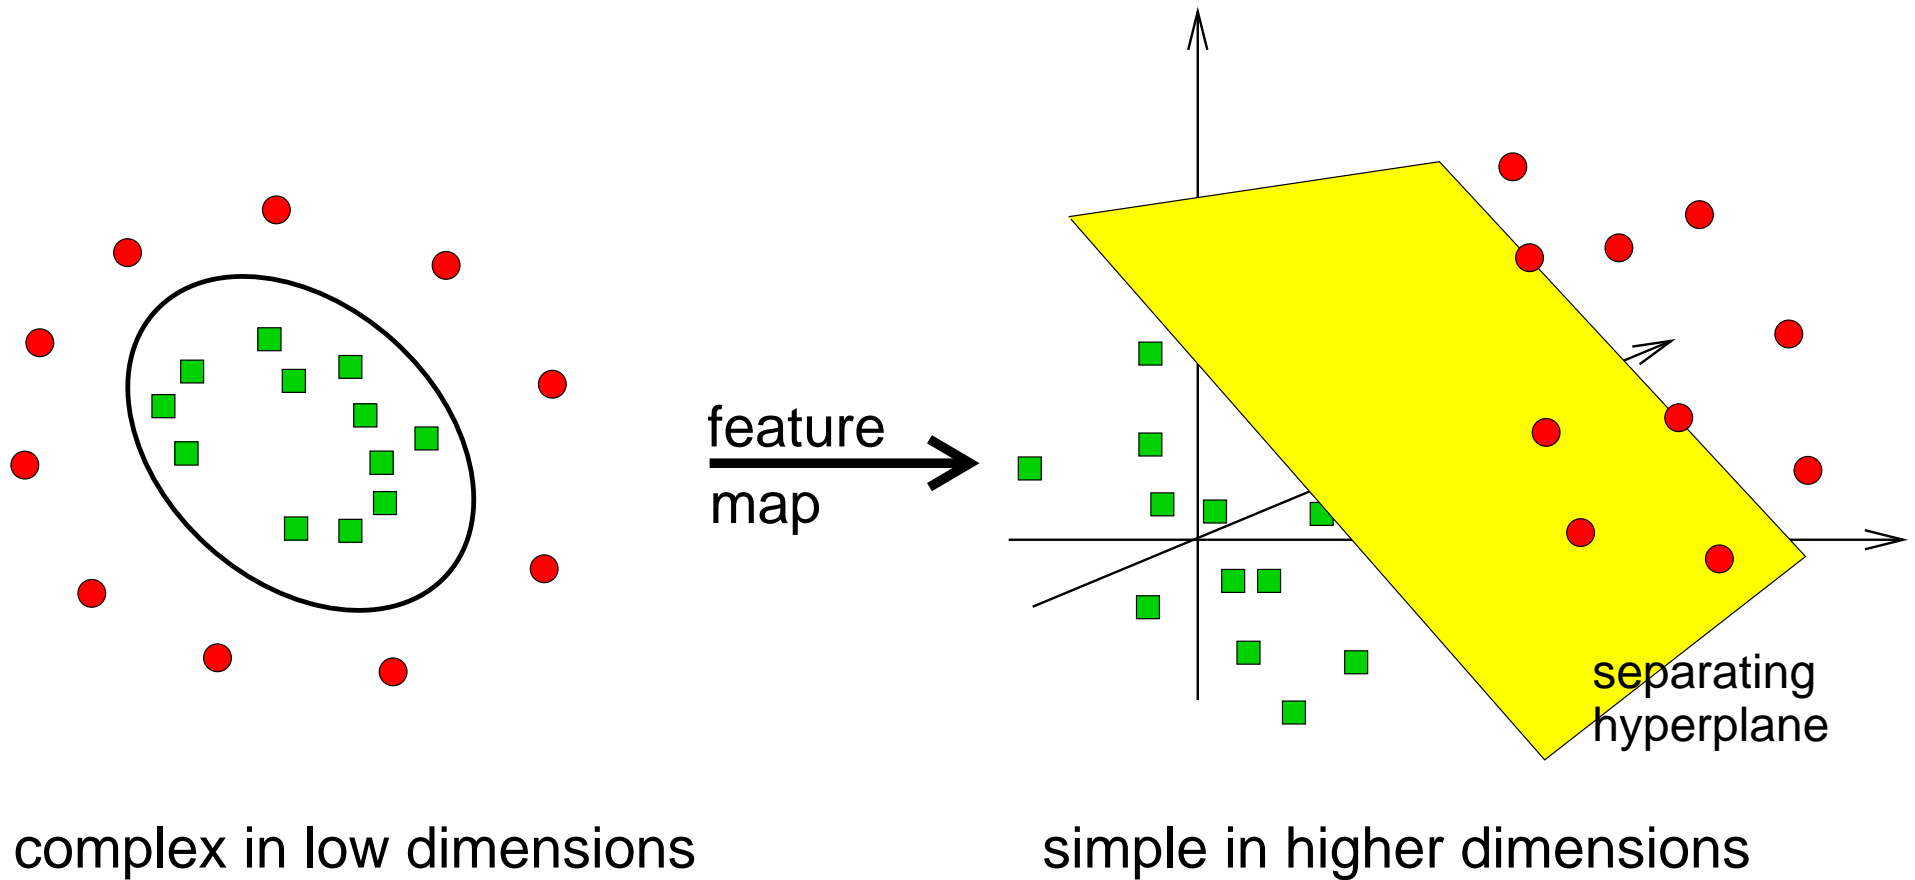 feature
map
separating
hyperplane
complex in low dimensions
simple in higher dimensions